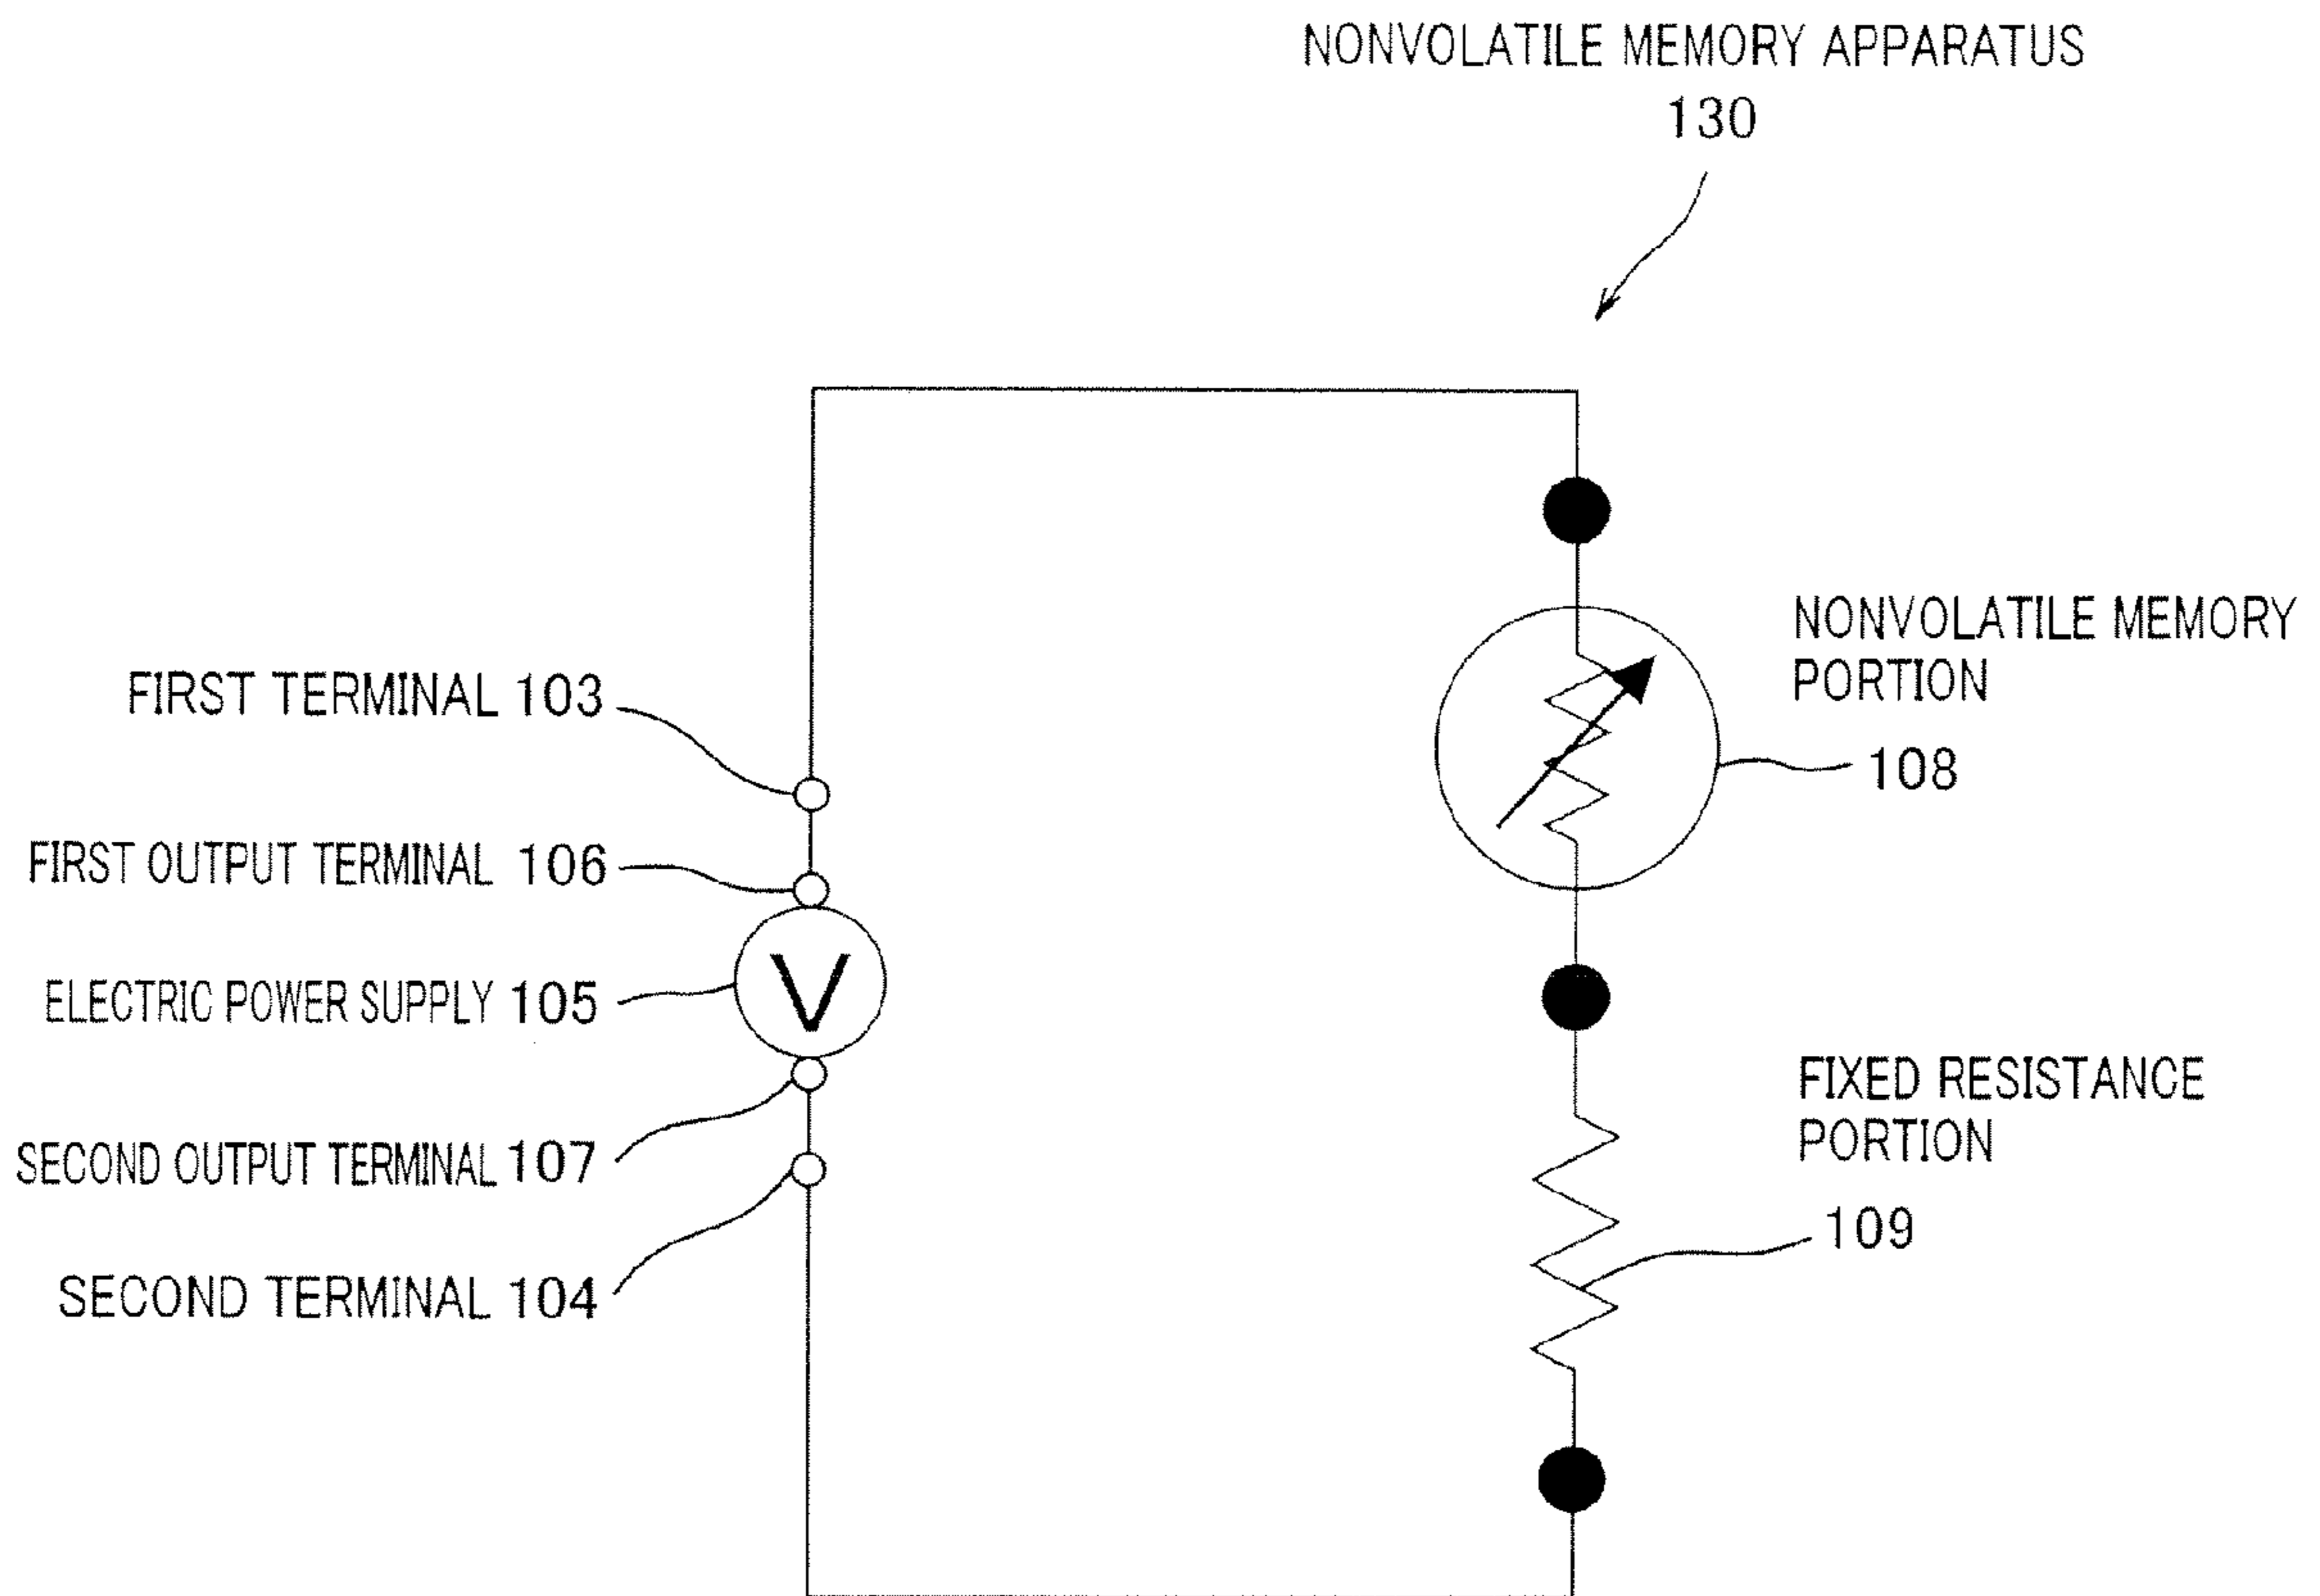 NONVOLATILE MEMORY APPARATUS
130
NONVOLATILE MEMORY
PORTION
108
FIRST TERMINAL 103
FIRST OUTPUT TERMINAL 106
ELECTRIC POWER SUPPLY 105
V
FIXED RESISTANCE
PORTION
109
SECOND OUTPUT TERMINAL 107
SECOND TERMINAL 104